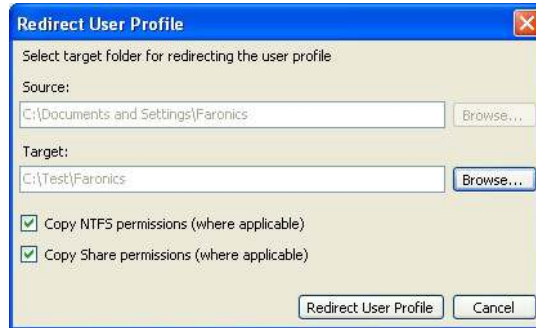 Redirect User Profile
Select target folder for redirecting the user profile
Source:
C:\Documents and Settings\Faronics
Browse...
Target:
C:\Test\Faronics
Browse...
Copy NTFS permissions (where applicable)
Copy Share permissions (where applicable)
Redirect User Profile
Cancel